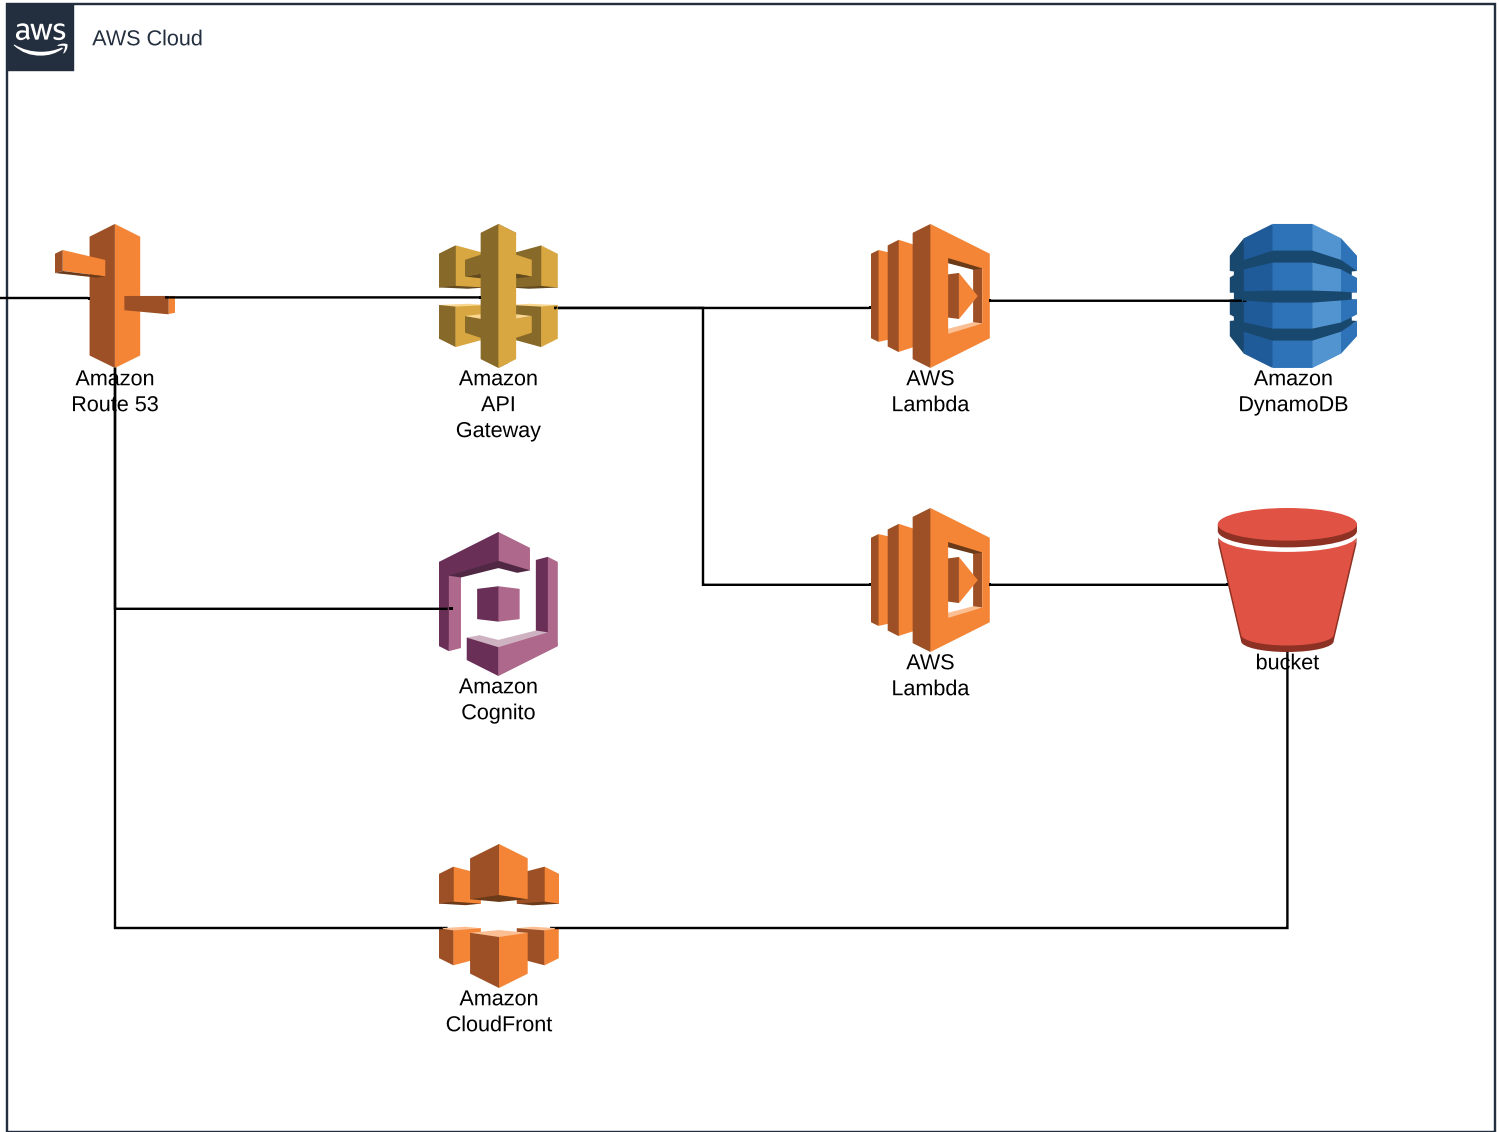 aws
AWS Cloud
Amazon
Route 53
Amazon
API
Gateway
AWS
Lambda
Amazon
DynamoDB
Amazon
Cognito
AWS
Lambda
bucket
Amazon
CloudFront